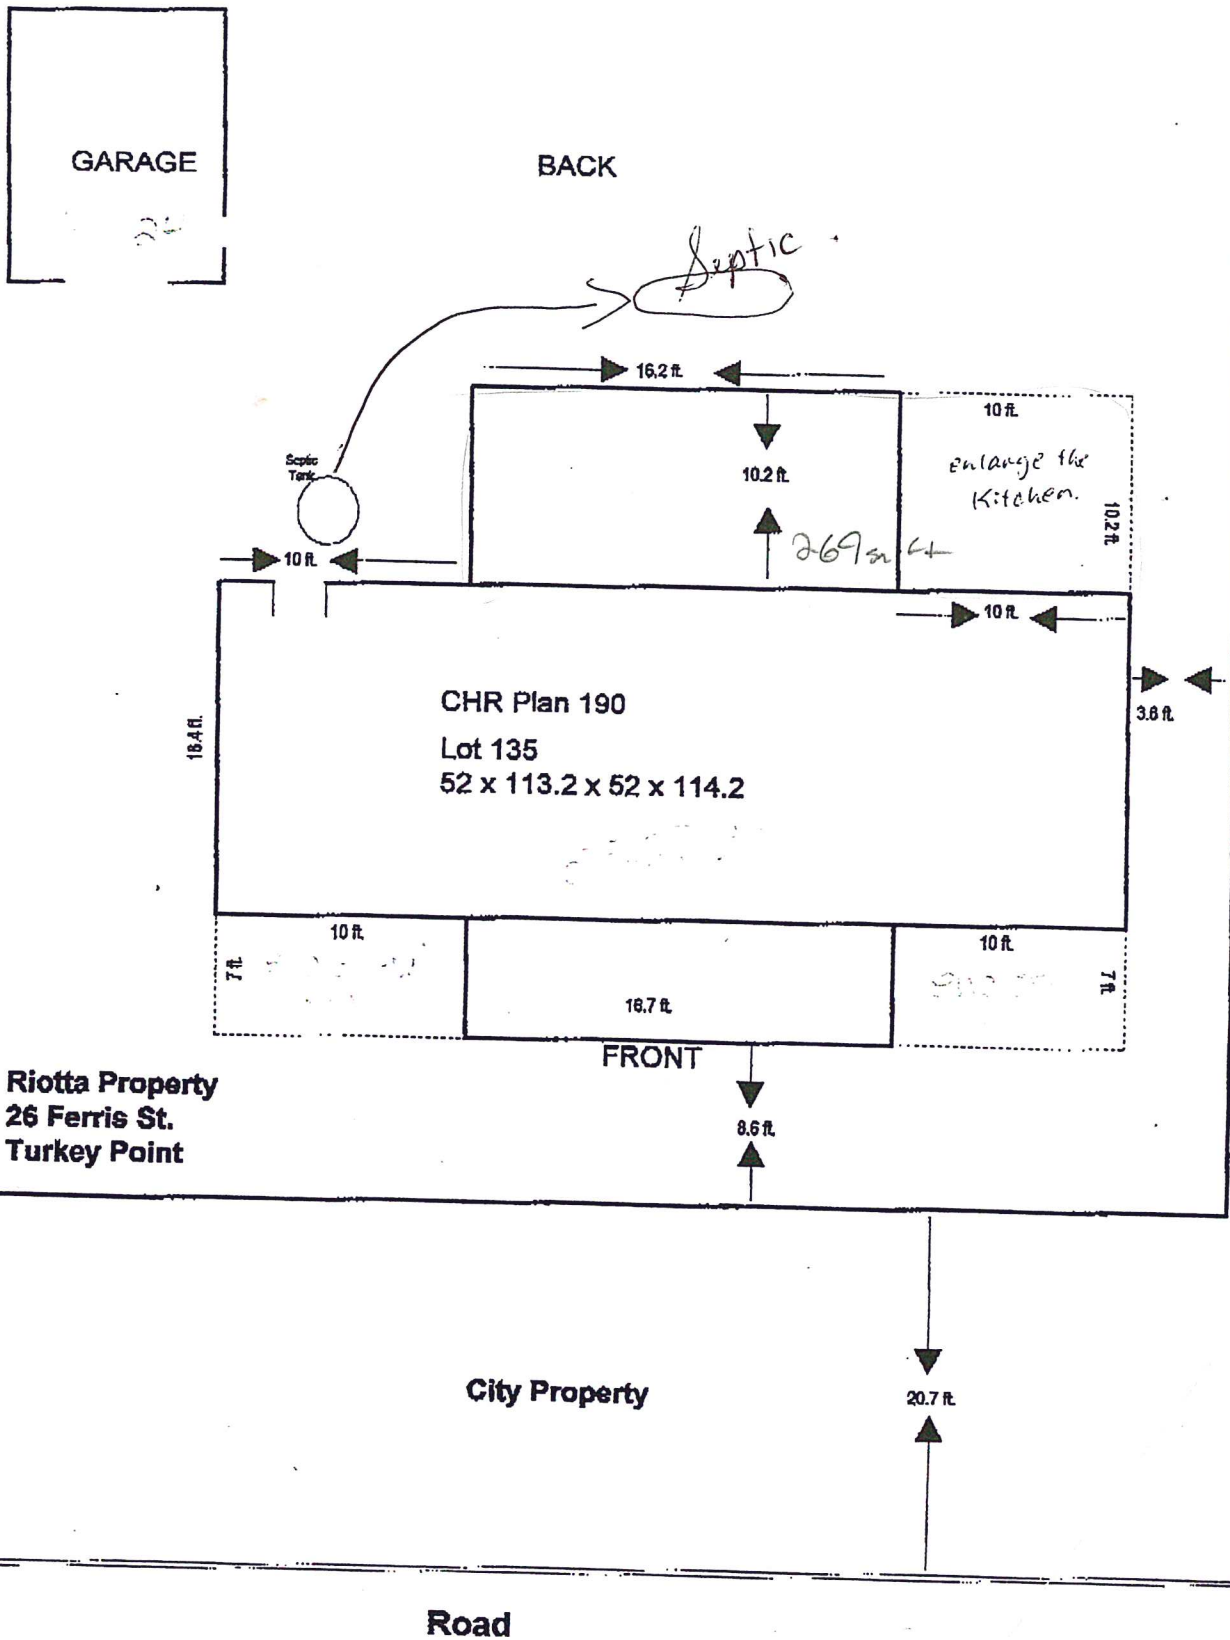 GARAGE
BACK
Septic
16.2 ft.
10 ft.
Enlarge the
Kitchen.
10.2 ft.
10.2 ft.
Septic
Tank
10 ft.
269 sq ft
10 ft.
3.6 ft.
CHR Plan 190
Lot 135
52 x 113.2 x 52 x 114.2
18.4 ft.
10 ft.
7 ft.
10 ft.
7 ft.
18.7 ft.
FRONT
8.6 ft.
Riotta Property
26 Ferris St.
Turkey Point
City Property
20.7 ft.
Road